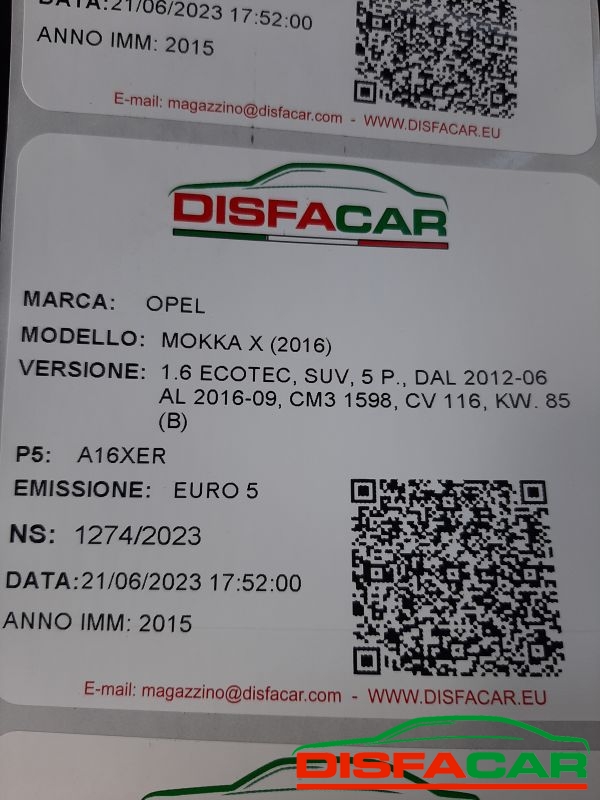 DATA:21/06/2023 17:52:00
ANNO IMM: 2015
E-mail: magazzino@disfacar.com - WWW.DISFACAR.EU
DISFACAR
MARCA: OPEL
MODELLO: MOKKA X (2016)
VERSIONE: 1.6 ECOTEC, SUV, 5 P., DAL 2012-06
AL 2016-09, CM3 1598, CV 116, KW. 85
(B)
P5: A16XER
EMISSIONE: EURO 5
NS: 1274/2023
DATA:21/06/2023 17:52:00
ANNO IMM: 2015
E-mail: magazzino@disfacar.com - WWW.DISFACAR.EU
DISFACAR